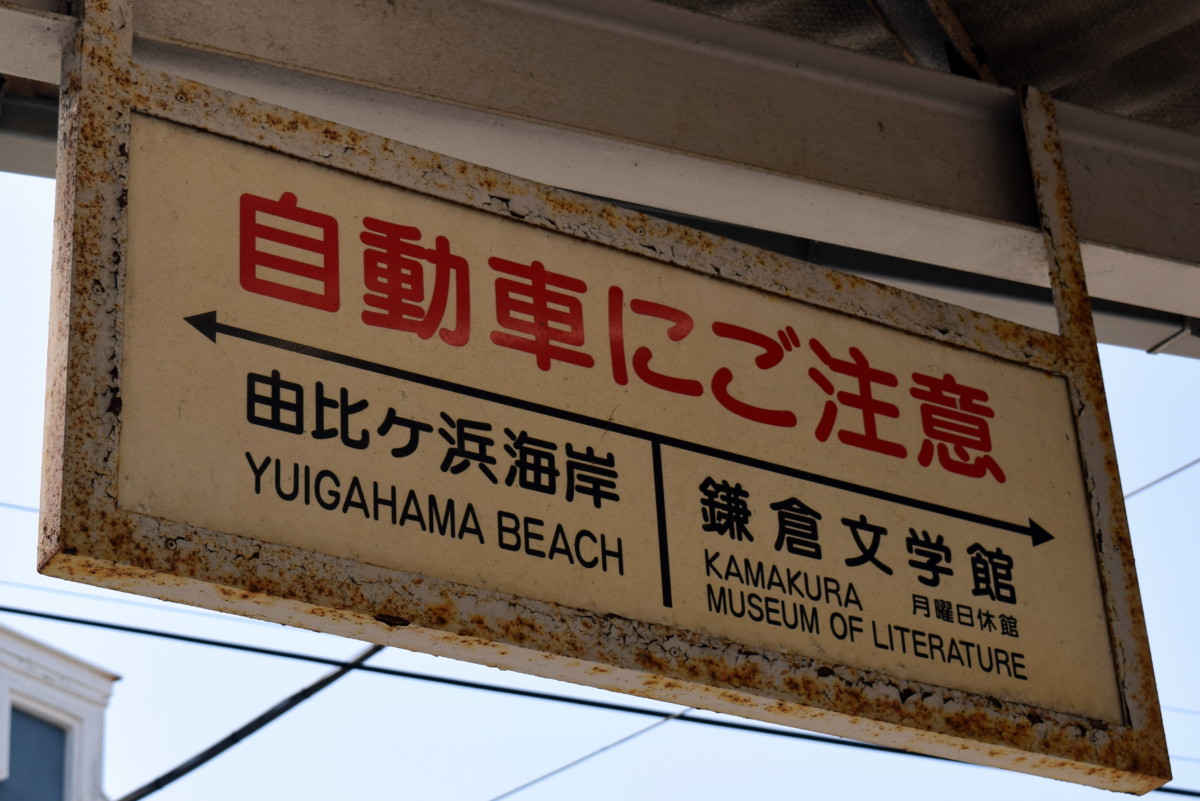 自動車にご注意
由比ケ浜海岸
YUIGAHAMA BEACH
鎌倉文学館
KAMAKURA
月曜日休館
MUSEUM OF LITERATURE